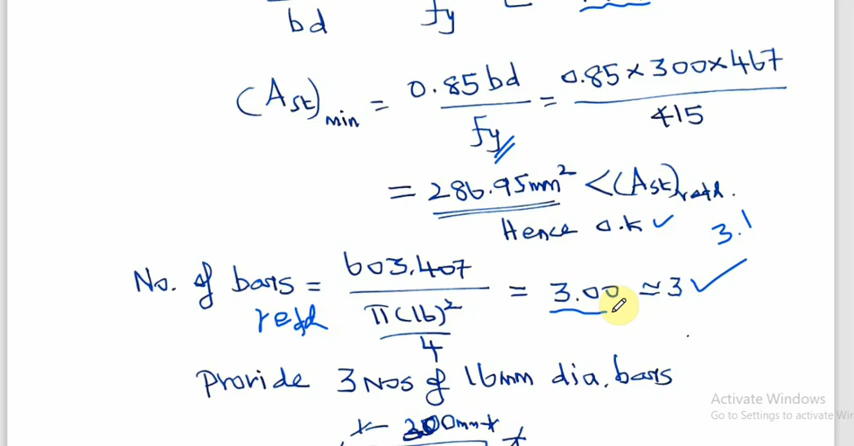 bd fy
(Ast)min = 0.85bd / fy = 0.85×300×467 / 415
= 286.95mm² < (Ast)reqd.
Hence o.k ✓
3.1
No. of bars reqd = 603.407 / (π(16)² / 4) = 3.00 ≃ 3 ✓
Provide 3 Nos of 16mm dia. bars
300mm
Activate Windows
Go to Settings to activate Win